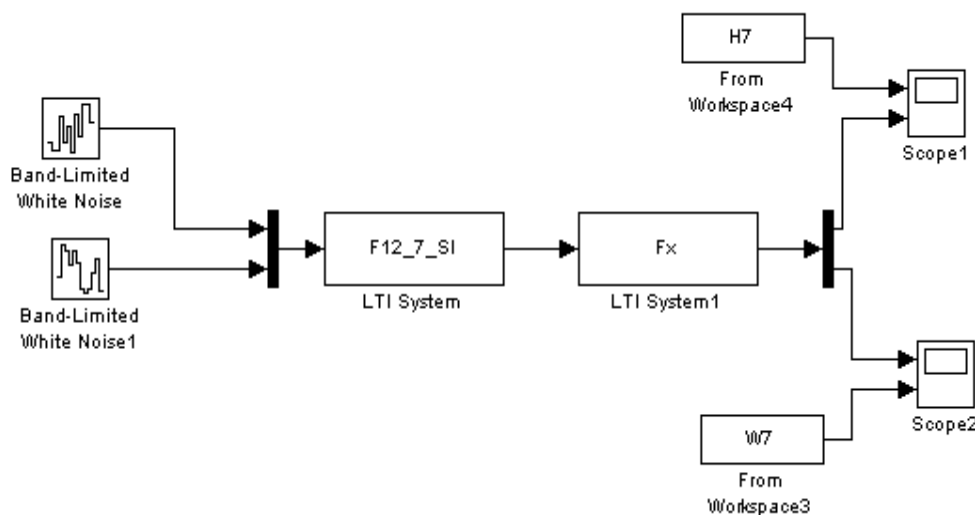 H7
From
Workspace4
Scope1
Band-Limited
White Noise
F12_7_SI
LTI System
Fx
LTI System1
Band-Limited
White Noise1
W7
From
Workspace3
Scope2